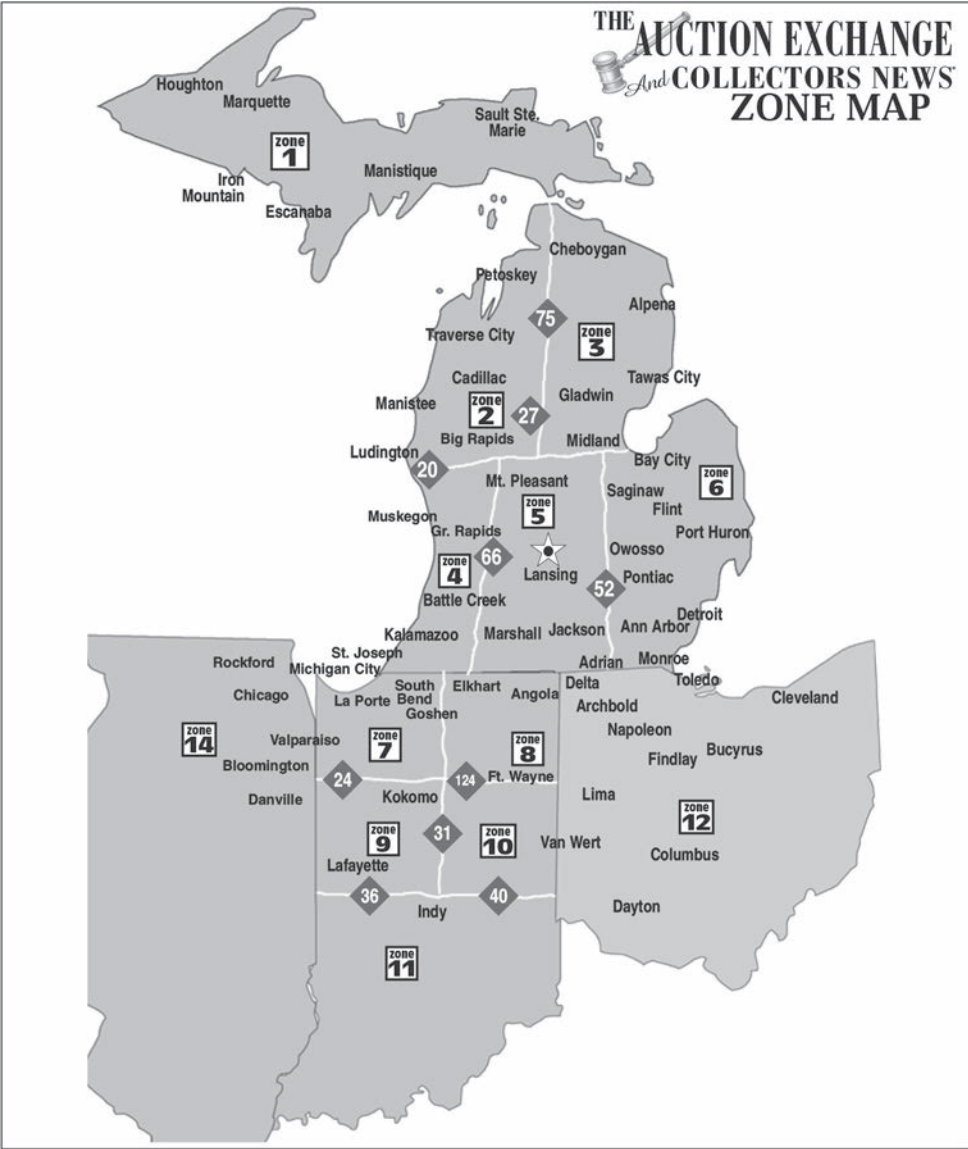 THE
AUCTION EXCHANGE
And COLLECTORS NEWS
ZONE MAP
Houghton
Marquette
Sault Ste.
Marie
zone
1
Manistique
Iron
Mountain
Escanaba
Cheboygan
Petoskey
Alpena
75
Traverse City
zone
3
Cadillac
Tawas City
Gladwin
Manistee
zone
2
27
Big Rapids
Midland
Ludington
20
Bay City
Mt. Pleasant
zone
6
Saginaw
zone
5
Flint
Muskegon
Gr. Rapids
Port Huron
66
Owosso
zone
4
Lansing
Pontiac
52
Battle Creek
Detroit
Kalamazoo
Marshall
Jackson
Ann Arbor
St. Joseph
Michigan City
Adrian
Monroe
Rockford
Toledo
Chicago
La Porte
South
Bend
Goshen
Elkhart
Angola
Delta
Archbold
Cleveland
Napoleon
zone
14
Valparaiso
zone
7
zone
8
Findlay
Bucyrus
Bloomington
24
124
Ft. Wayne
Danville
Kokomo
Lima
zone
12
31
zone
9
zone
10
Van Wert
Columbus
Lafayette
36
40
Indy
Dayton
zone
11